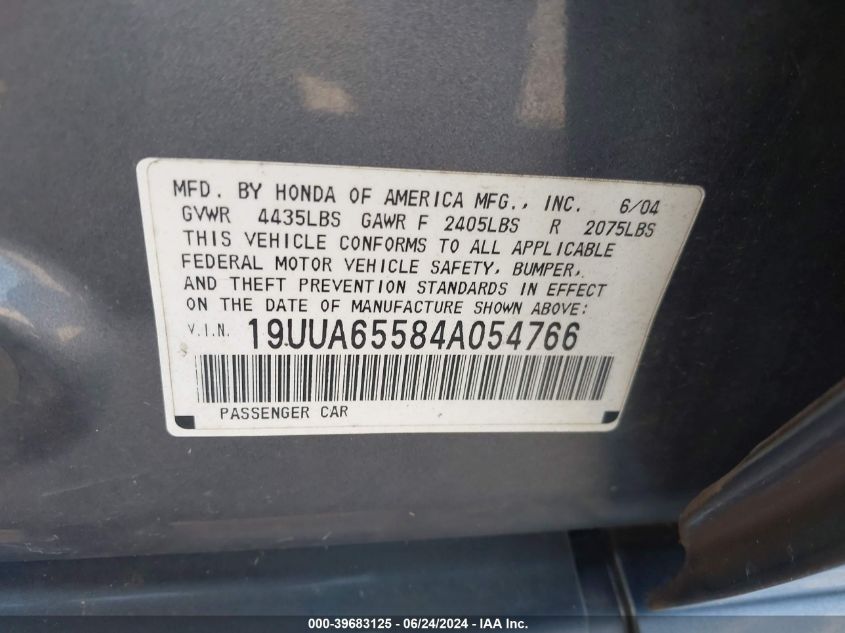 MFD. BY HONDA OF AMERICA MFG., INC. 6/04
GVWR 4435LBS GAWR F 2405LBS R 2075LBS
THIS VEHICLE CONFORMS TO ALL APPLICABLE
FEDERAL MOTOR VEHICLE SAFETY, BUMPER,
AND THEFT PREVENTION STANDARDS IN EFFECT
ON THE DATE OF MANUFACTURE SHOWN ABOVE:
V.I.N. 19UUA65584A054766
PASSENGER CAR
000-39683125 - 06/24/2024 - IAA Inc.